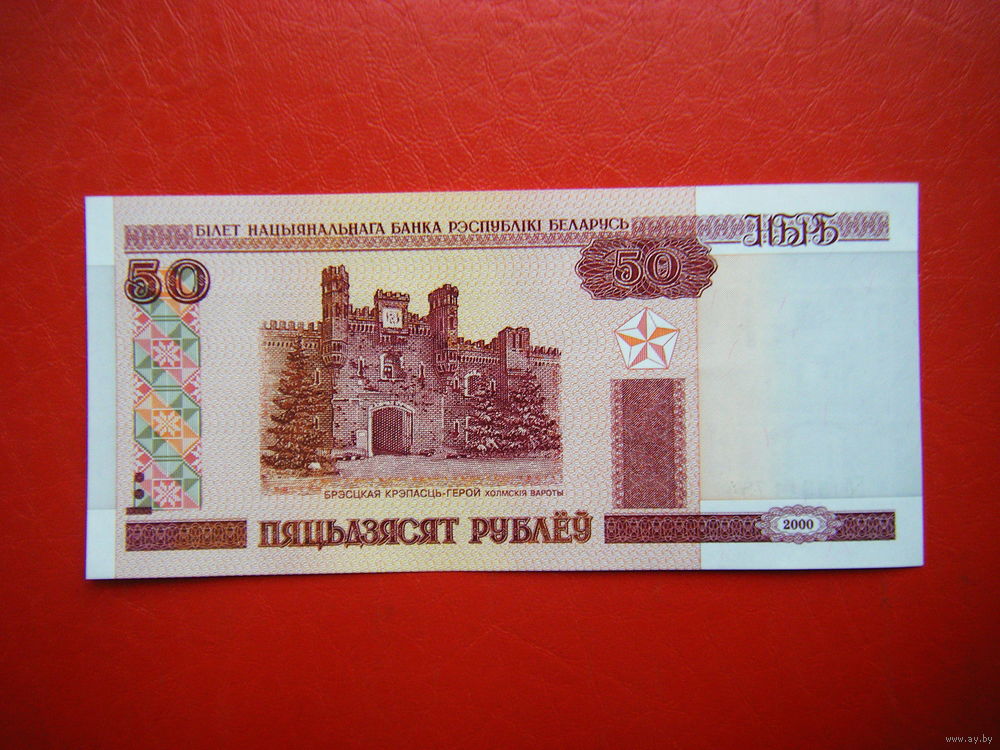 БІЛЕТ НАЦЫЯНАЛЬНАГА БАНКА РЭСПУБЛІКІ БЕЛАРУСЬ
НБРБ
50
50
БРЭСЦКАЯ КРЭПАСЦЬ-ГЕРОЙ ХОЛМСКІЯ ВАРОТЫ
ПЯЦЬДЗЯСЯТ РУБЛЁЎ
2000
www.ay.by